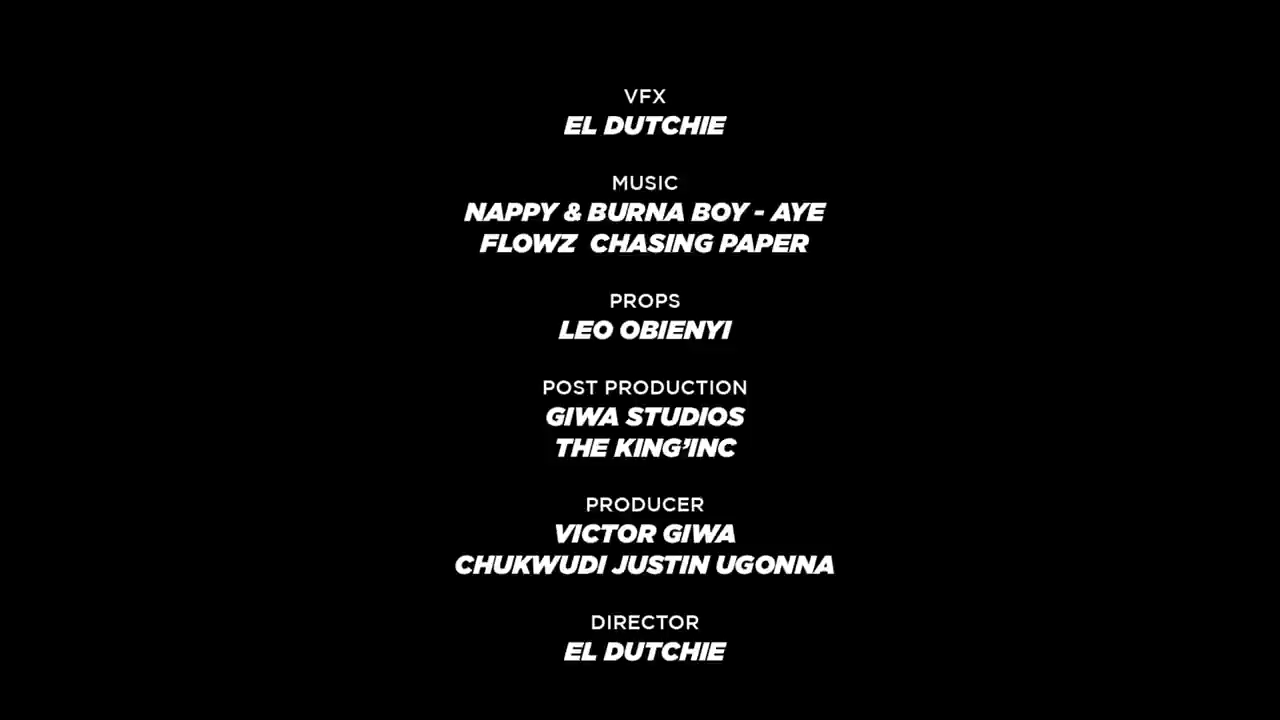 VFX
EL DUTCHIE
MUSIC
NAPPY & BURNA BOY - AYE
FLOWZ  CHASING PAPER
PROPS
LEO OBIENYI
POST PRODUCTION
GIWA STUDIOS
THE KING’INC
PRODUCER
VICTOR GIWA
CHUKWUDI JUSTIN UGONNA
DIRECTOR
EL DUTCHIE